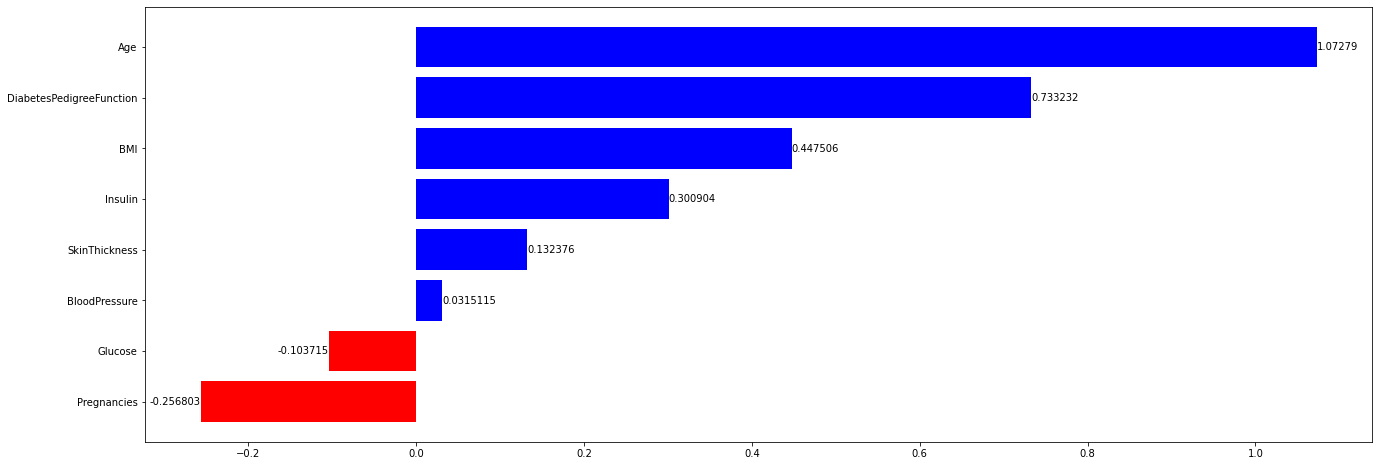 Age 1.07279
DiabetesPedigreeFunction 0.733232
BMI 0.447506
Insulin 0.300904
SkinThickness 0.132376
BloodPressure 0.0315115
Glucose -0.103715
Pregnancies -0.256803
−0.2 0.0 0.2 0.4 0.6 0.8 1.0